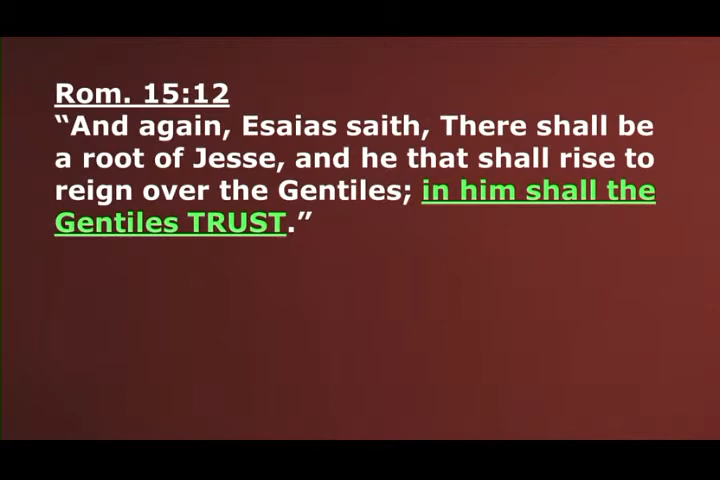 Rom. 15:12
“And again, Esaias saith, There shall be
a root of Jesse, and he that shall rise to
reign over the Gentiles; in him shall the
Gentiles TRUST.”